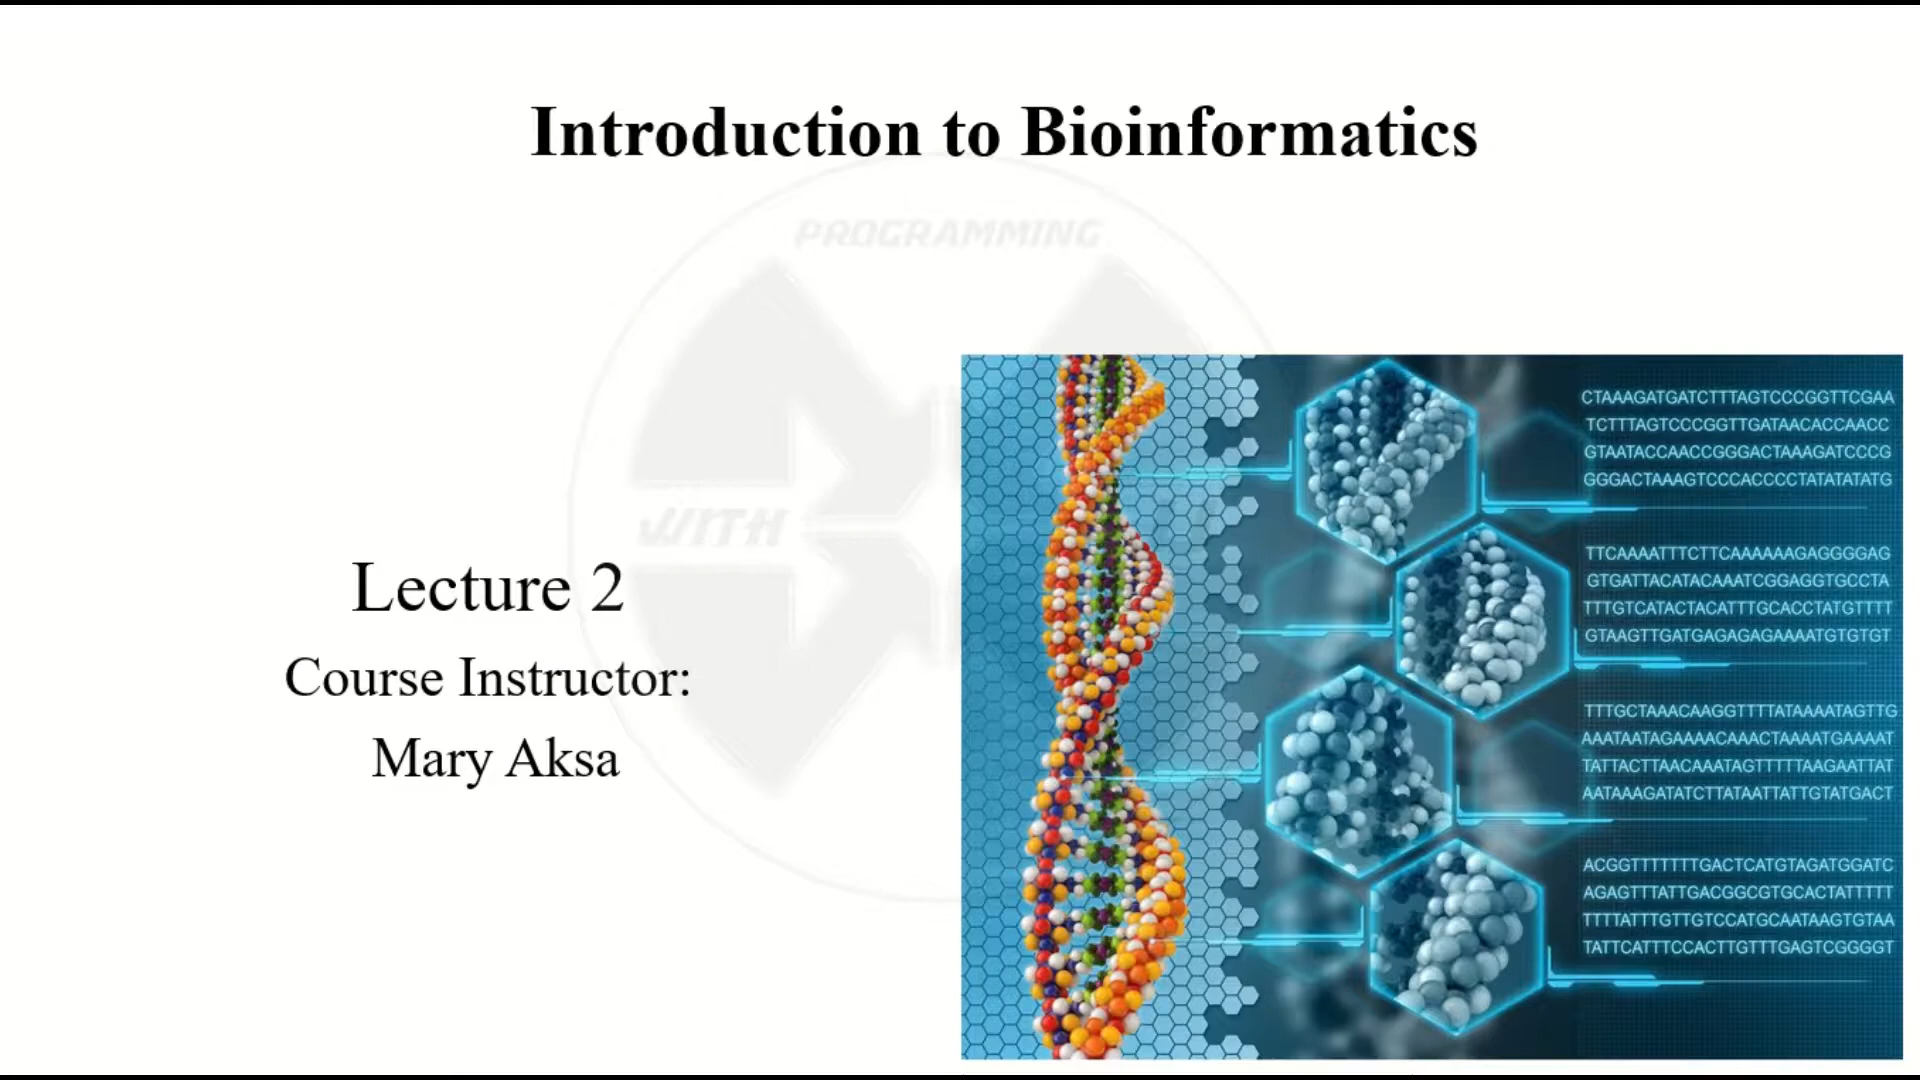 Introduction to Bioinformatics
PROGRAMMING
WITH
Lecture 2
Course Instructor:
Mary Aksa
CTAAAGATGATCTTTAGTCCCGGTTCGAA
TCTTTAGTCCCGGTTGATAACACCAACC
GTAATACCAACCGGGACTAAAGATCCCG
GGGACTAAAGTCCCACCCCTATATATATG
TTCAAAATTTCTTCAAAAAAGAGGGGAG
GTGATTACATACAAATCGGAGGTGCCTA
TTTGTCATACTACATTTGCACCTATGTTTT
GTAAGTTGATGAGAGAGAAAATGTGTGT
TTTGCTAAACAAGGTTTTATAAAATAGTTG
AAATAATAGAAAACAAACTAAAATGAAAAT
TATTACTTAACAAATAGTTTTTAAGAATTAT
AATAAAGATATCTTATAATTATTGTATGACT
ACGGTTTTTTTGACTCATGTAGATGGATC
AGAGTTTATTGACGGCGTGCACTATTTTT
TTTTATTTGTTGTCCATGCAATAAGTGTAA
TATTCATTTCCACTTGTTTGAGTCGGGGT